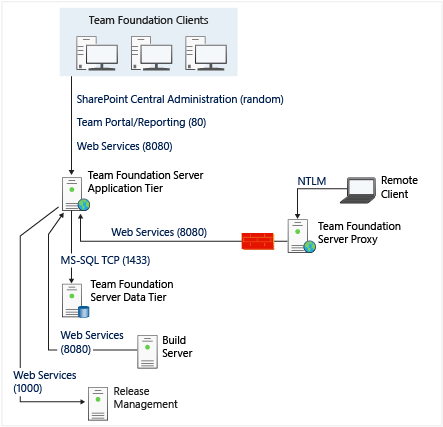 Team Foundation Clients
SharePoint Central Administration (random)
Team Portal/Reporting (80)
Web Services (8080)
Team Foundation Server
Application Tier
NTLM
Remote
Client
Web Services (8080)
Team Foundation
Server Proxy
MS-SQL TCP (1433)
Team Foundation
Server Data Tier
Web Services
(8080)
Build
Server
Web Services
(1000)
Release
Management